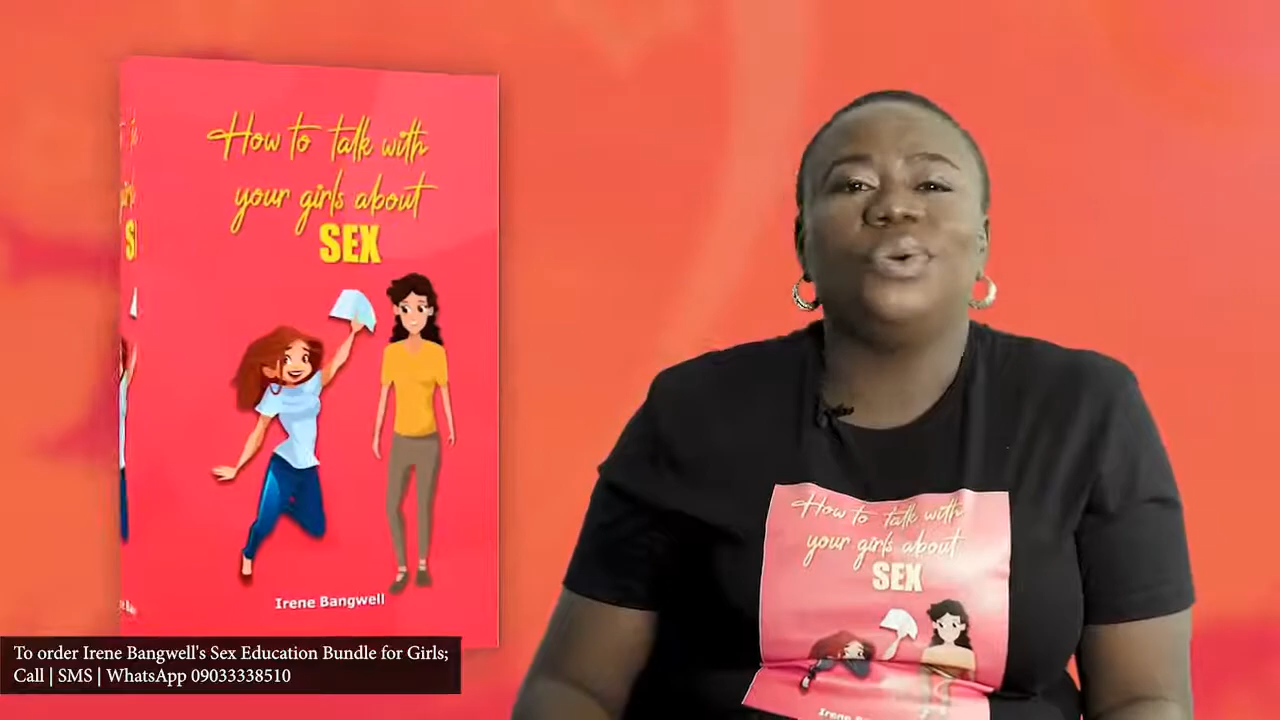 How to talk with
your girls about
SEX
Irene Bangwell
How to talk with
your girls about
SEX
Irene
To order Irene Bangwell's Sex Education Bundle for Girls;
Call | SMS | WhatsApp 09033338510